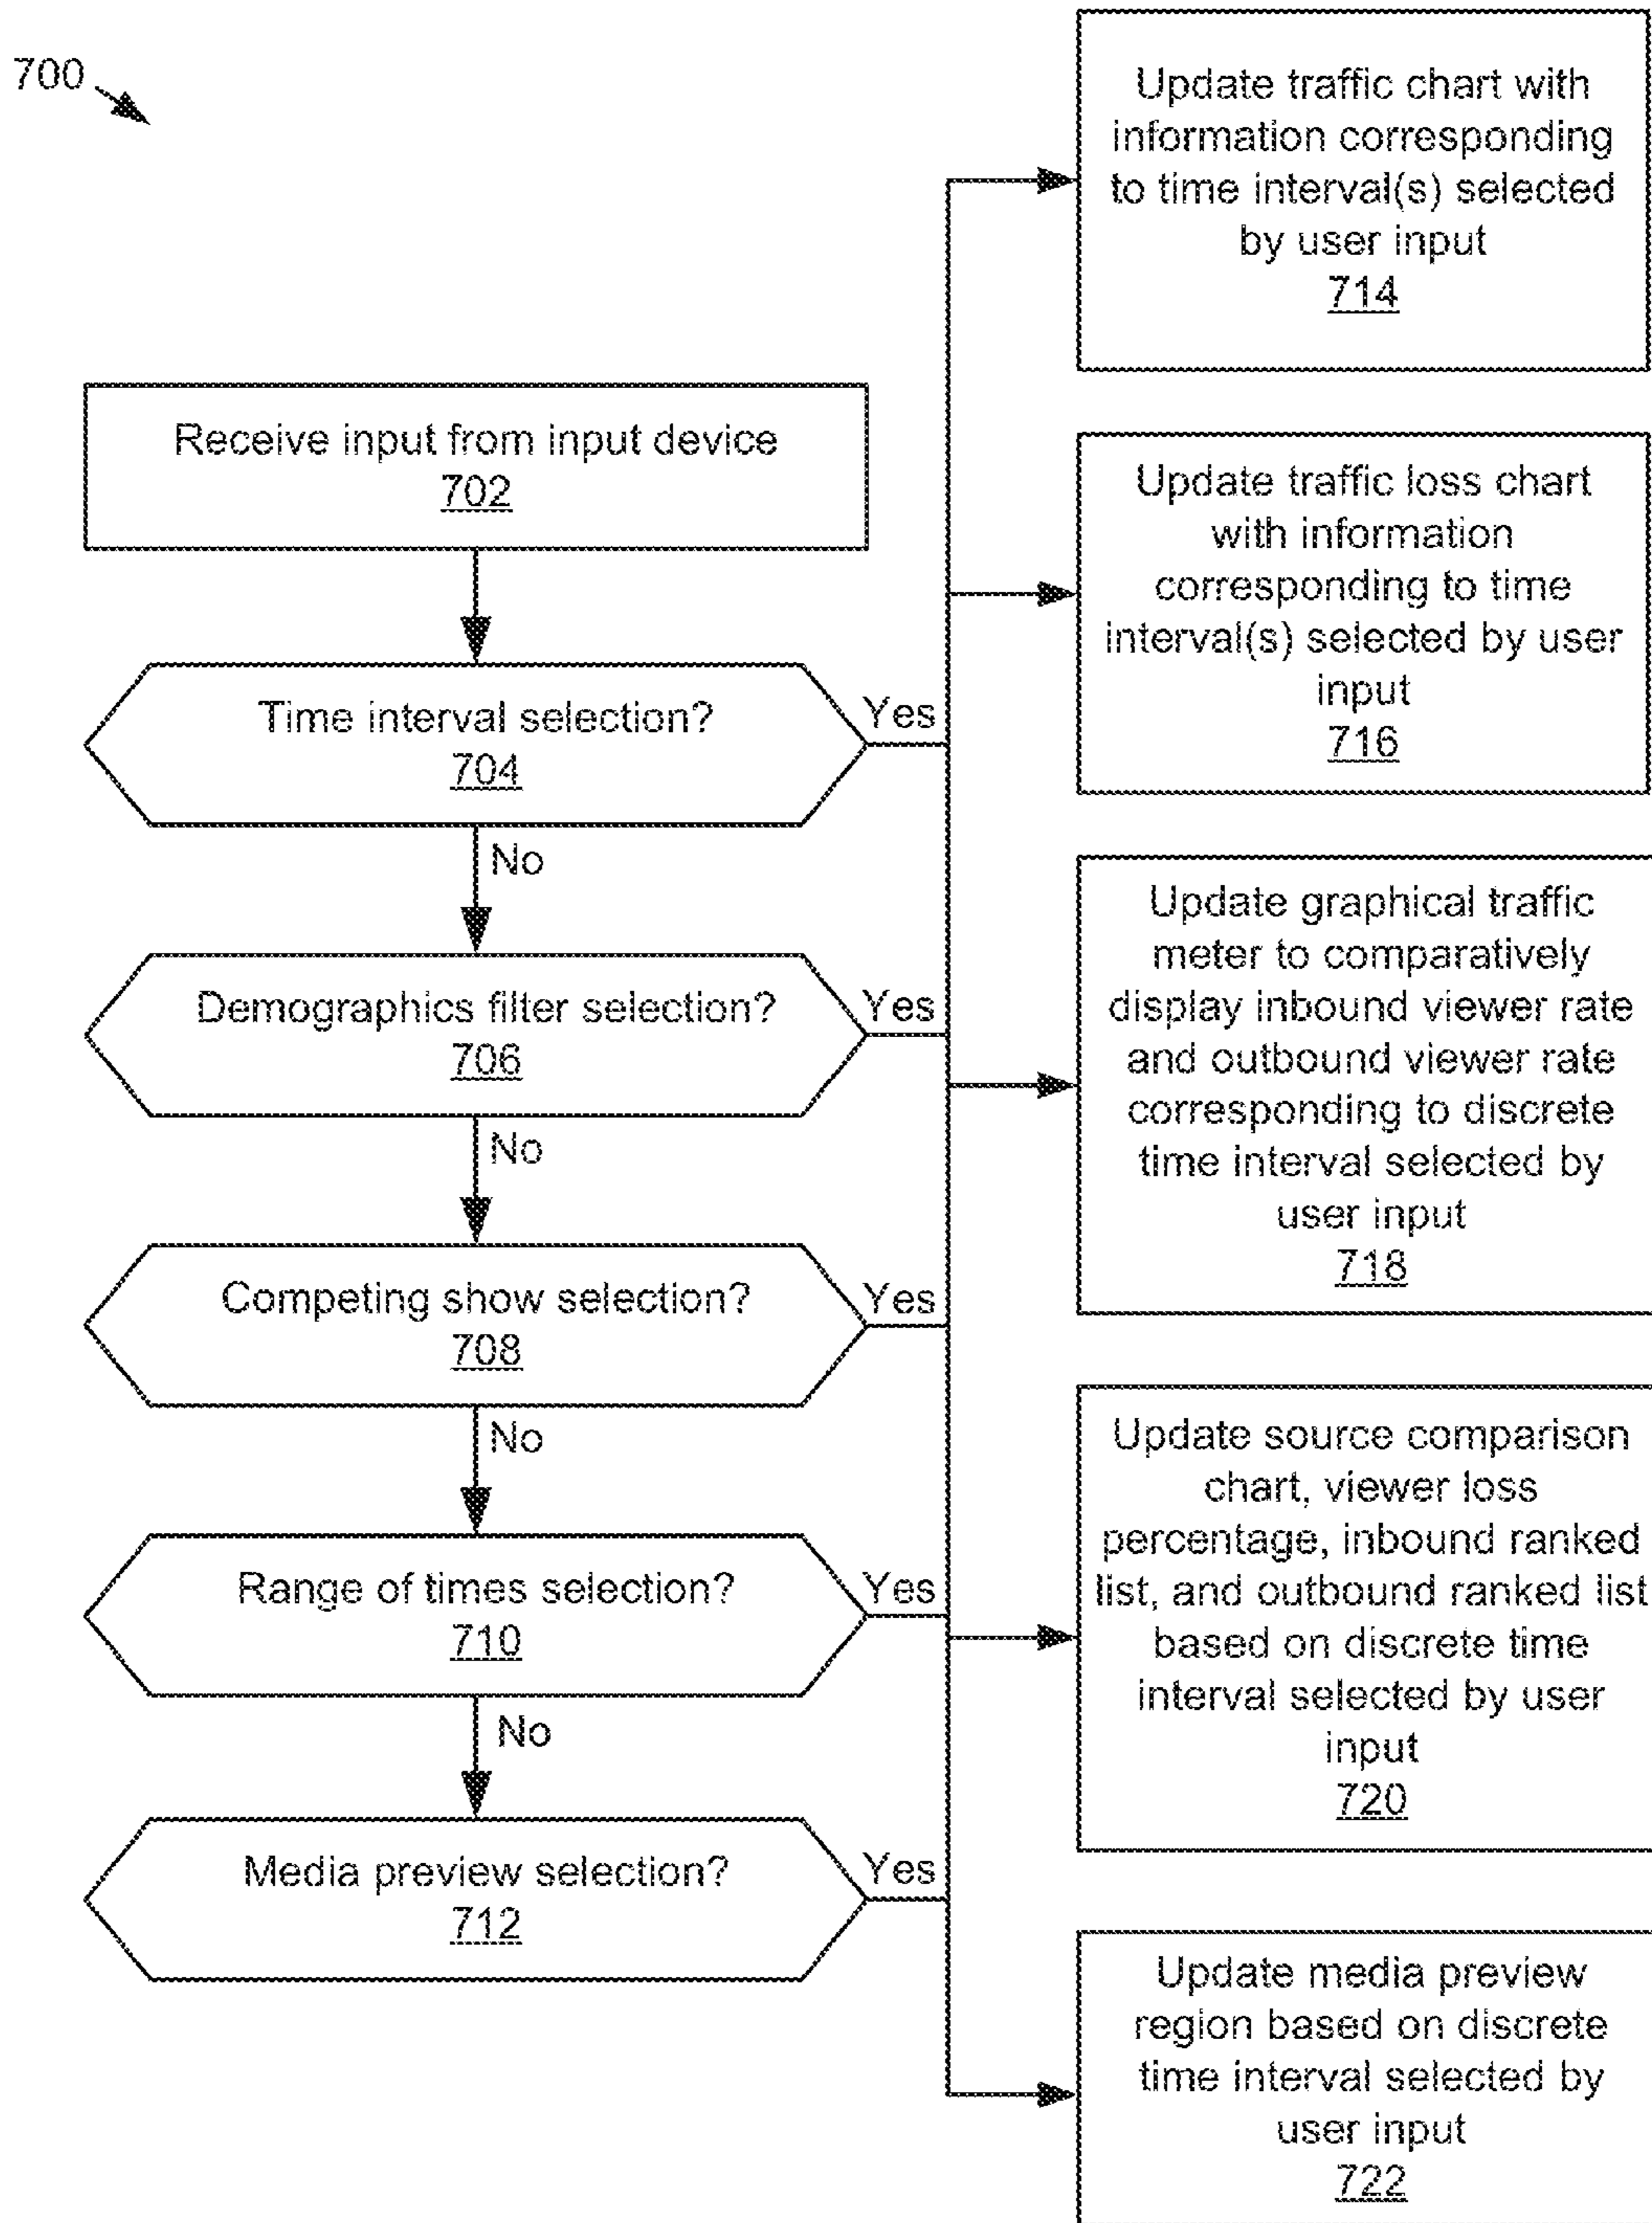 700
Receive input from input device
702
Time interval selection?
704
Yes
No
Demographics filter selection?
706
Yes
No
Competing show selection?
708
Yes
No
Range of times selection?
710
Yes
No
Media preview selection?
712
Yes
Update traffic chart with
information corresponding
to time interval(s) selected
by user input
714
Update traffic loss chart
with information
corresponding to time
interval(s) selected by user
input
716
Update graphical traffic
meter to comparatively
display inbound viewer rate
and outbound viewer rate
corresponding to discrete
time interval selected by
user input
718
Update source comparison
chart, viewer loss
percentage, inbound ranked
list, and outbound ranked list
based on discrete time
interval selected by user
input
720
Update media preview
region based on discrete
time interval selected by
user input
722